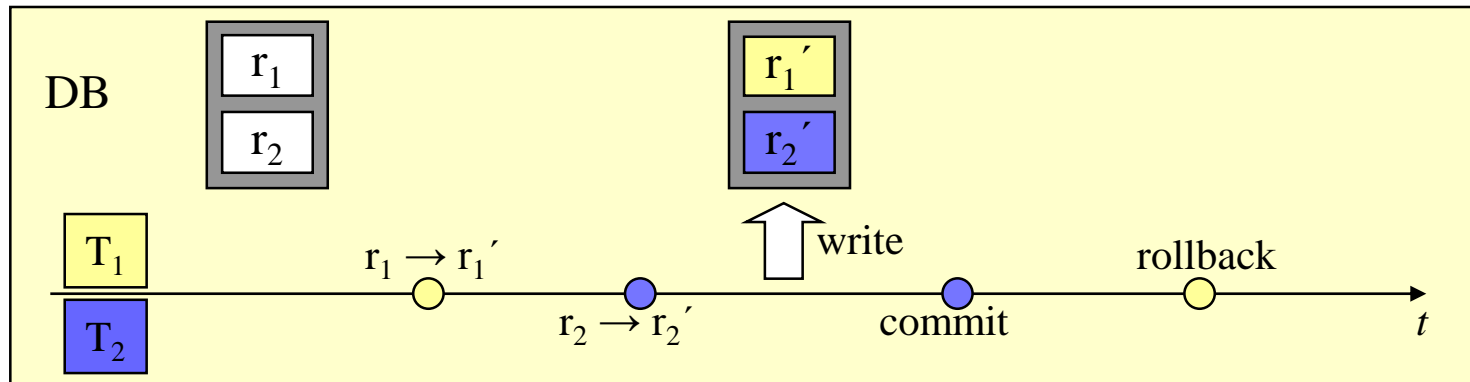 DB
r₁
r₂
r₁´
r₂´
write
T₁
T₂
r₁ → r₁´
r₂ → r₂´
commit
rollback
t